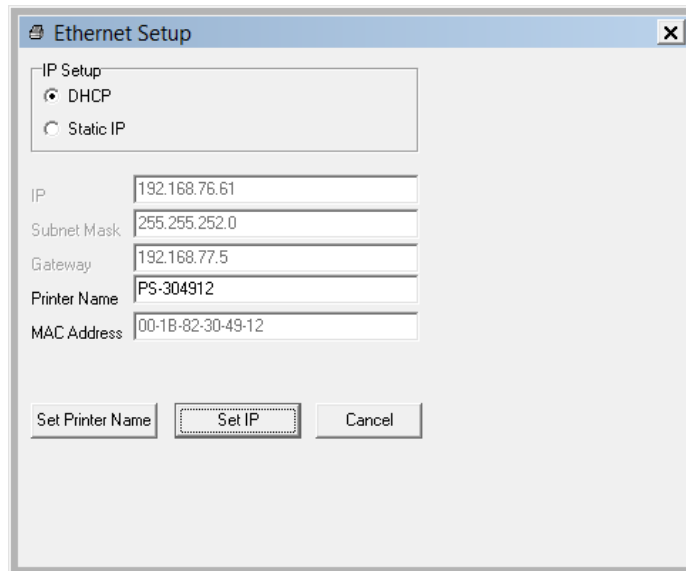 Ethernet Setup
IP Setup
DHCP
Static IP
IP 192.168.76.61
Subnet Mask 255.255.252.0
Gateway 192.168.77.5
Printer Name PS-304912
MAC Address 00-1B-82-30-49-12
Set Printer Name Set IP Cancel